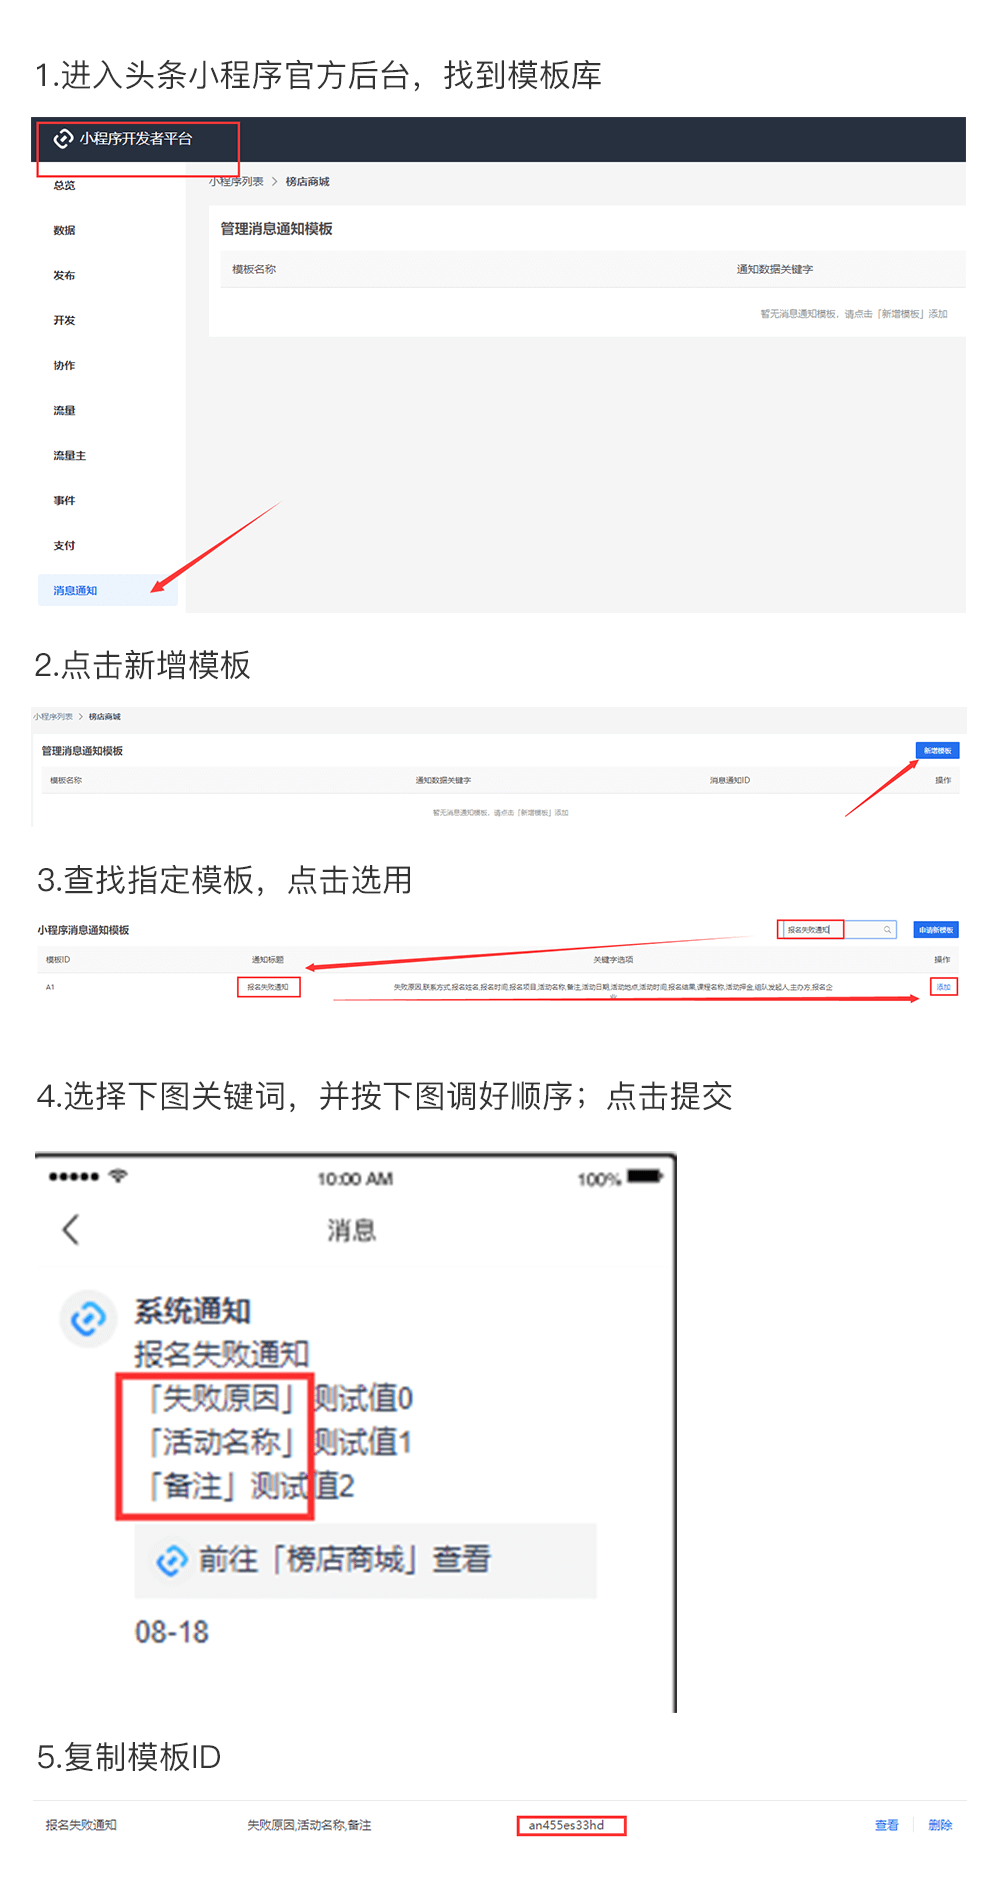 1.进入头条小程序官方后台，找到模板库
小程序开发者平台
总览
小程序列表 > 榜店商城
数据
管理消息通知模板
模板名称 通知数据关键字
发布
暂无消息通知模板，请点击「新增模板」添加
开发
协作
流量
流量主
事件
支付
消息通知
2.点击新增模板
小程序列表 > 榜店商城
管理消息通知模板 新增模板
模板名称 通知数据关键字 消息通知ID 操作
暂无消息通知模板，请点击「新增模板」添加
3.查找指定模板，点击选用
小程序消息通知模板 报名失败通知 申请新模板
模板ID 通知标题 关键字选项 操作
A1 报名失败通知 失败原因,联系方式,报名姓名,报名时间,报名项目,活动名称,备注,活动日期,活动地点,活动时间,报名结果,课程名称,活动押金,组队发起人,主办方,报名企 添加
业
4.选择下图关键词，并按下图调好顺序；点击提交
10:00 AM 100%
消息
系统通知
报名失败通知
「失败原因」测试值0
「活动名称」测试值1
「备注」测试值2
前往「榜店商城」查看
08-18
5.复制模板ID
报名失败通知 失败原因,活动名称,备注 an455es33hd 查看 删除